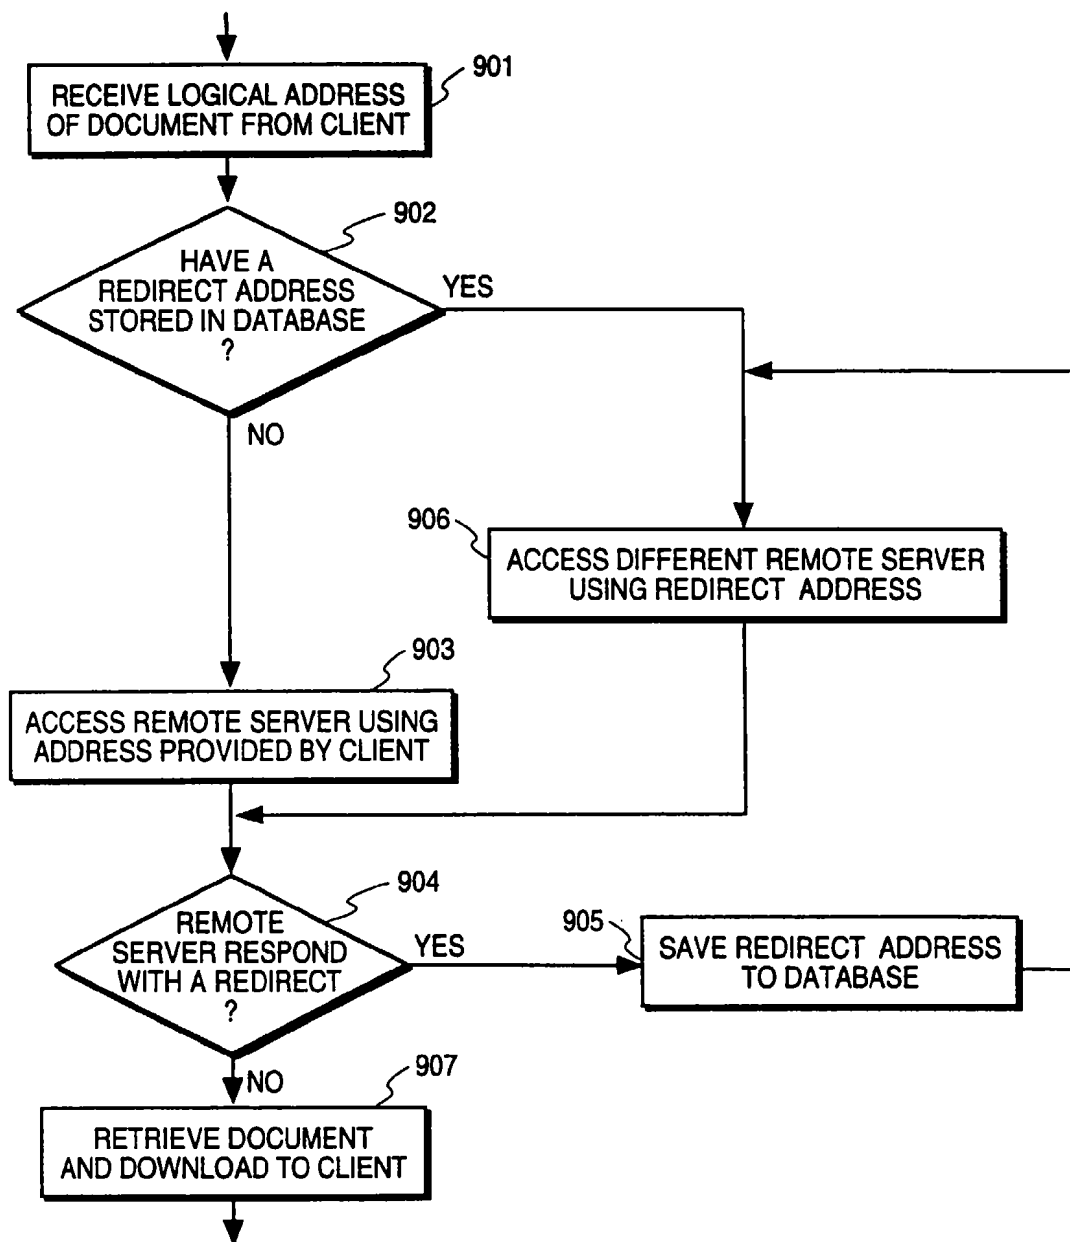 901
RECEIVE LOGICAL ADDRESS
OF DOCUMENT FROM CLIENT
902
HAVE A
REDIRECT ADDRESS
STORED IN DATABASE
?
YES
NO
906
ACCESS DIFFERENT REMOTE SERVER
USING REDIRECT ADDRESS
903
ACCESS REMOTE SERVER USING
ADDRESS PROVIDED BY CLIENT
904
REMOTE
SERVER RESPOND
WITH A REDIRECT
?
YES
905
SAVE REDIRECT ADDRESS
TO DATABASE
NO
907
RETRIEVE DOCUMENT
AND DOWNLOAD TO CLIENT